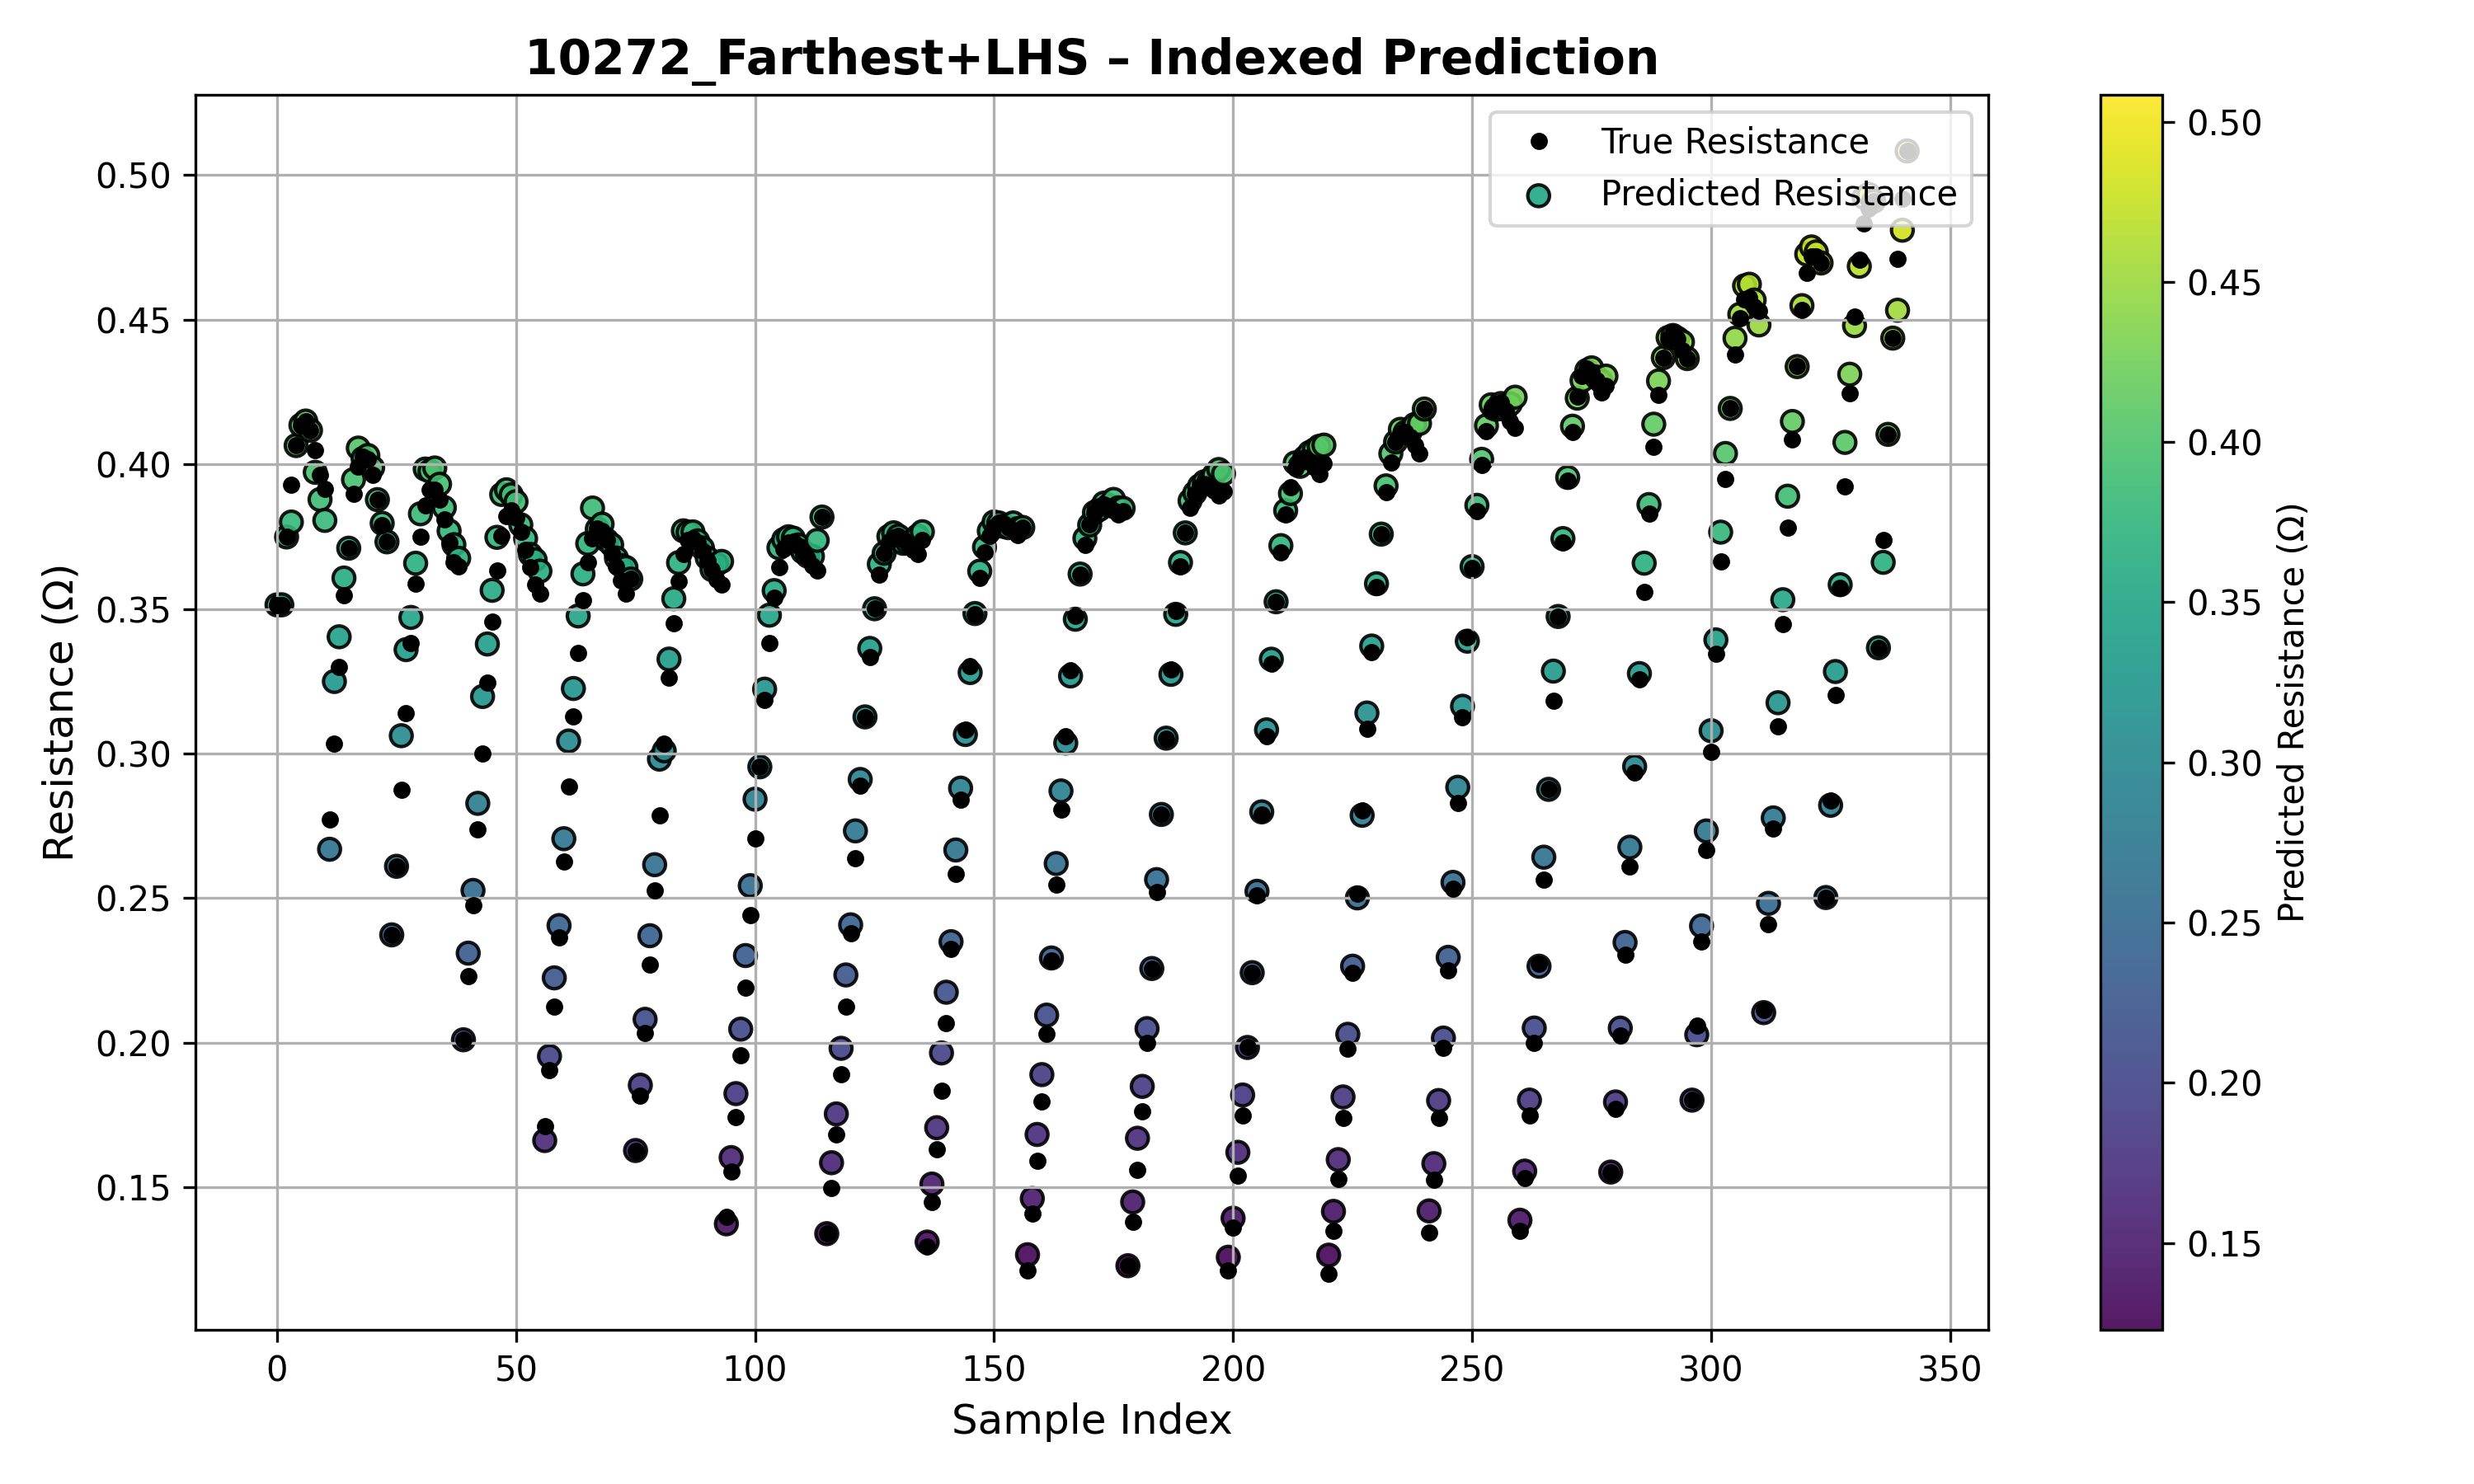 10272_Farthest+LHS – Indexed Prediction
True Resistance
Predicted Resistance
Resistance (Ω)
0.50
0.45
0.40
0.35
0.30
0.25
0.20
0.15
0 50 100 150 200 250 300 350
Sample Index
0.50
0.45
0.40
0.35
0.30
0.25
0.20
0.15
Predicted Resistance (Ω)